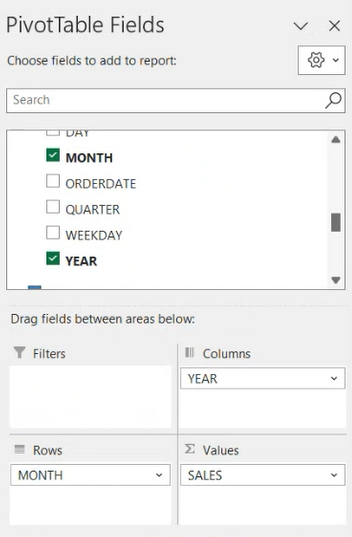 PivotTable Fields
Choose fields to add to report:
Search
DAY
MONTH
ORDERDATE
QUARTER
WEEKDAY
YEAR
Drag fields between areas below:
Filters
Columns
YEAR
Rows
Σ Values
MONTH
SALES